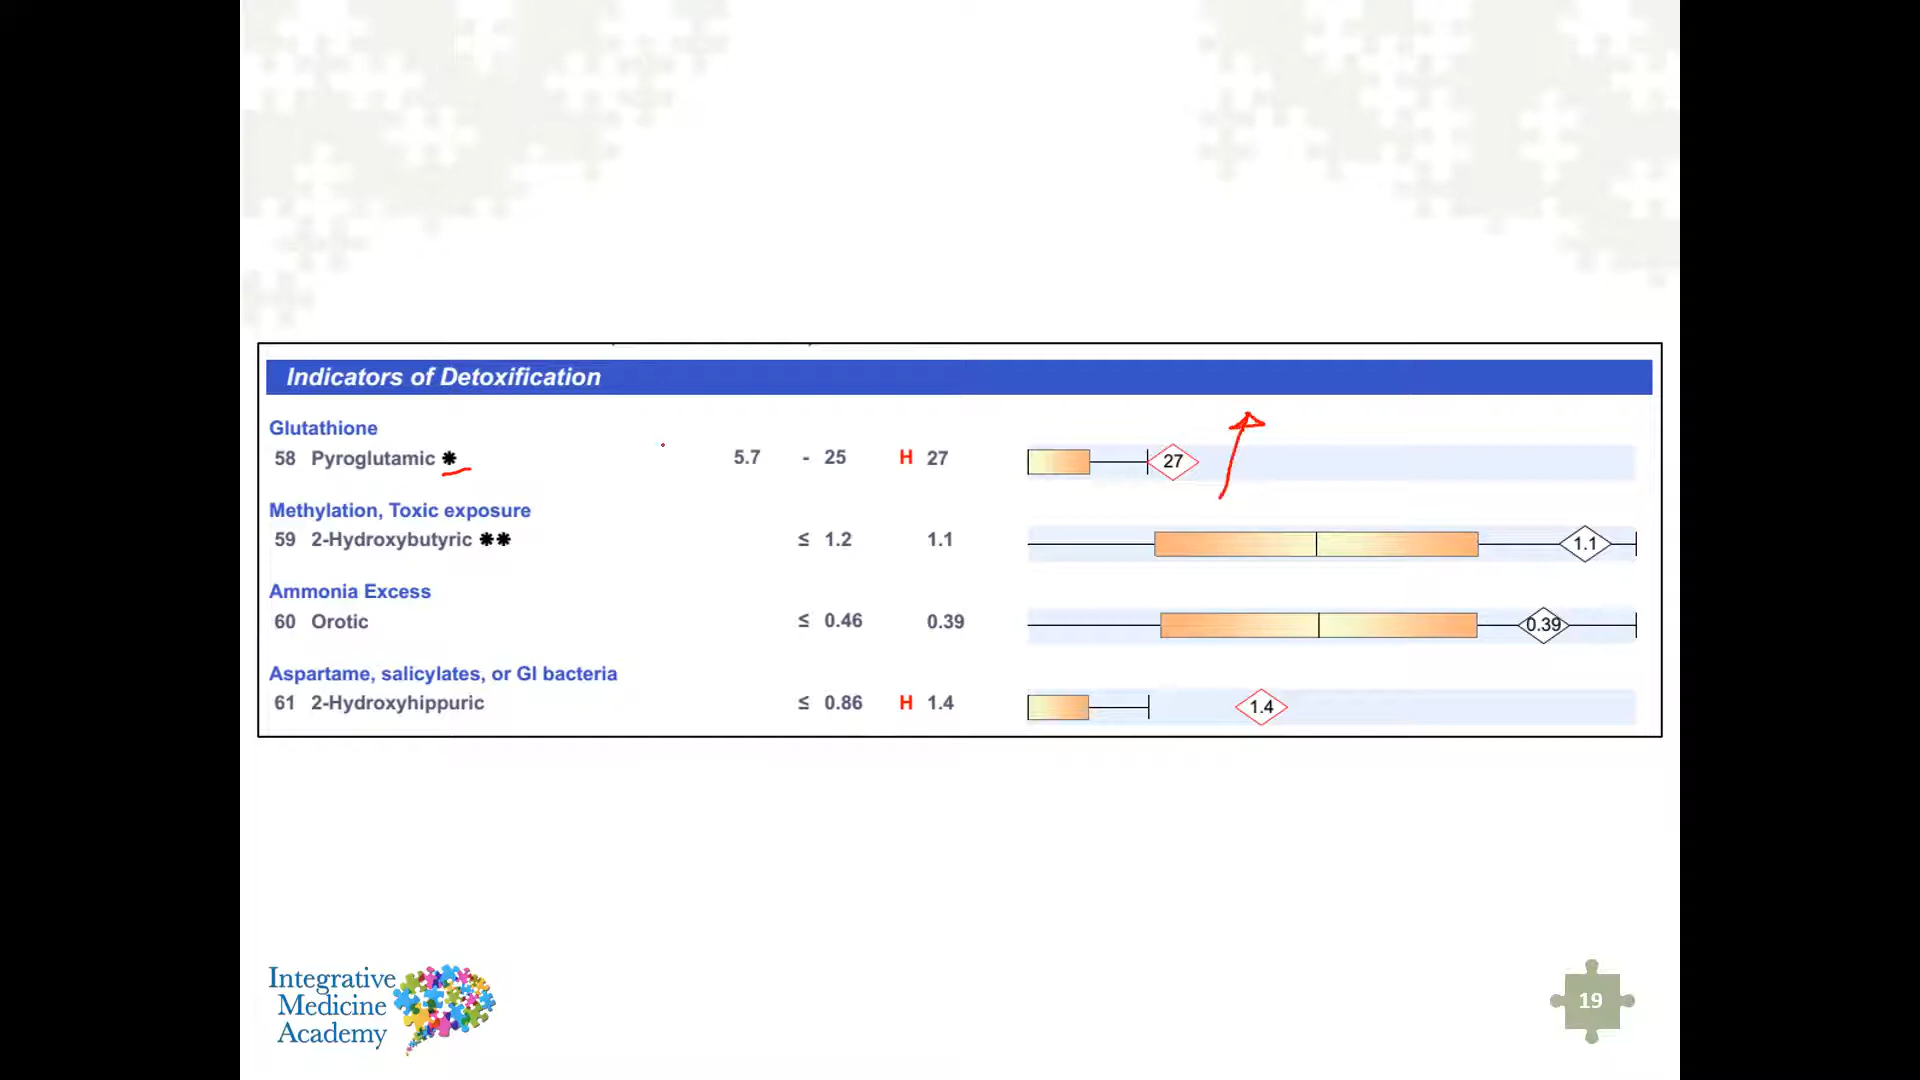 Indicators of Detoxification
Glutathione
58 Pyroglutamic ✱ 5.7 - 25 H 27 27
Methylation, Toxic exposure
59 2-Hydroxybutyric ✱✱ ≤ 1.2 1.1 1.1
Ammonia Excess
60 Orotic ≤ 0.46 0.39 0.39
Aspartame, salicylates, or GI bacteria
61 2-Hydroxyhippuric ≤ 0.86 H 1.4 1.4
Integrative
Medicine
Academy
19